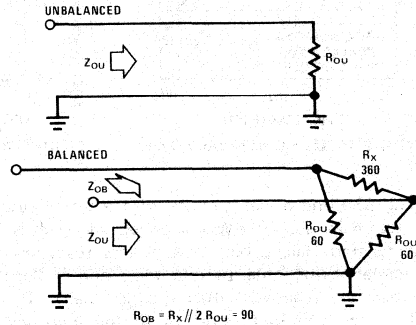 UNBALANCED
ZOU
ROU
BALANCED
RX
360
ZOB
ZOU
ROU
60
ROU
60
ROB = RX // 2 ROU = 90